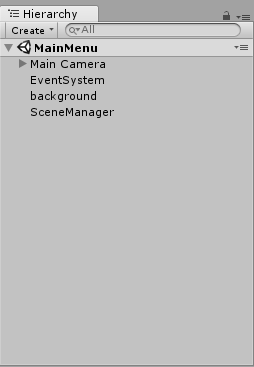 Hierarchy
Create All
MainMenu
Main Camera
EventSystem
background
SceneManager